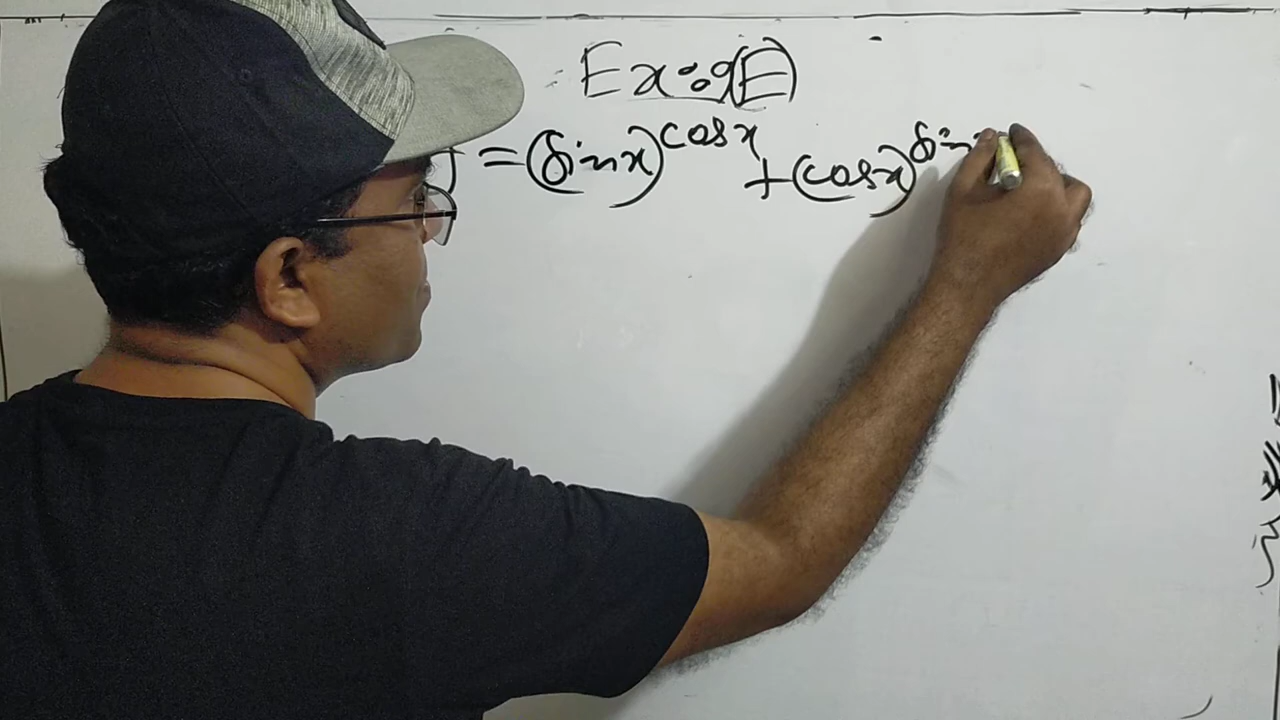 Ex:9(E)
y = (sinx)^cosx + (cosx)^sin